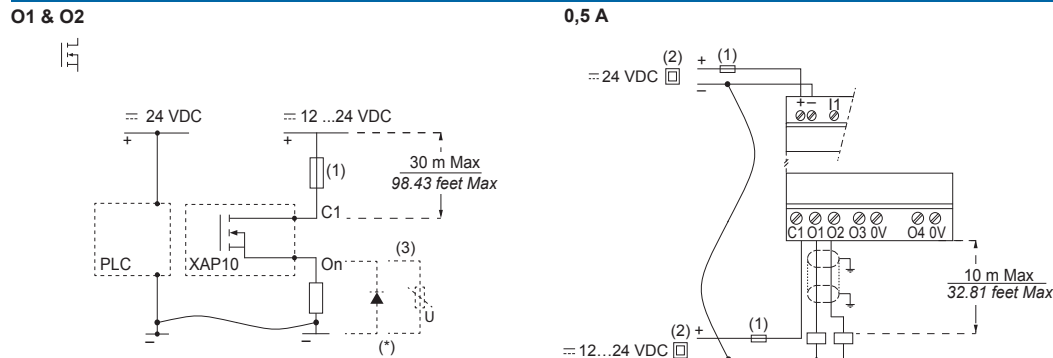 O1 & O2
⎓ 24 VDC
+
⎓ 12 ...24 VDC
+
(1)
30 m Max
98.43 feet Max
C1
PLC
XAP10
On
(3)
U
–
–
(*)
0,5 A
⎓ 24 VDC
(2)
+
(1)
–
+ – I1
C1 O1 O2 O3 0V O4 0V
10 m Max
32.81 feet Max
⎓ 12...24 VDC
(2)
+
(1)